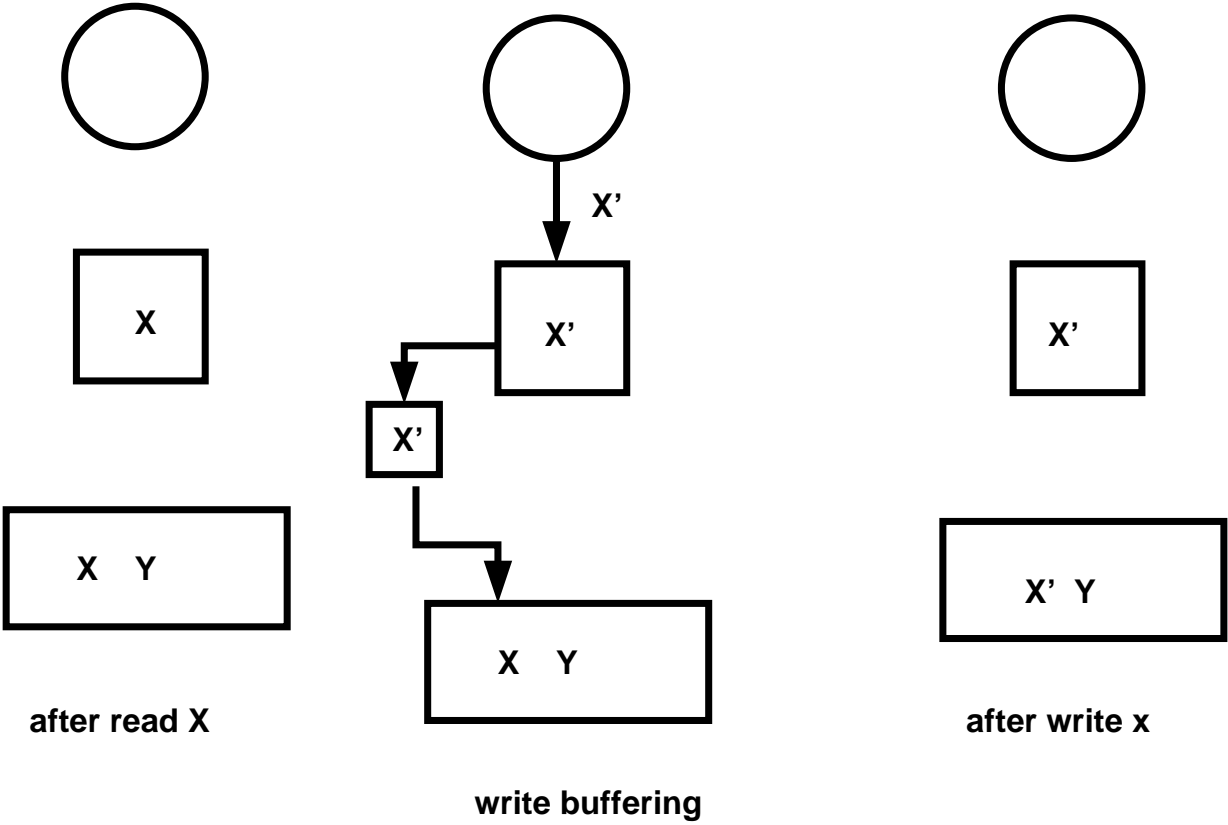 X
X Y
after read X
X’
X’
X’
X Y
write buffering
X’
X’ Y
after write x